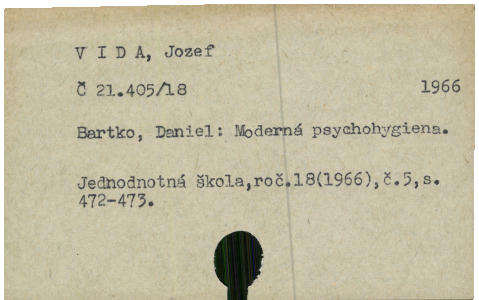 V I D A, Jozef
Č 21.405/18 1966
Bartko, Daniel: Moderná psychohygiena.
Jednodnotná škola,roč.18(1966),č.5,s.
472-473.